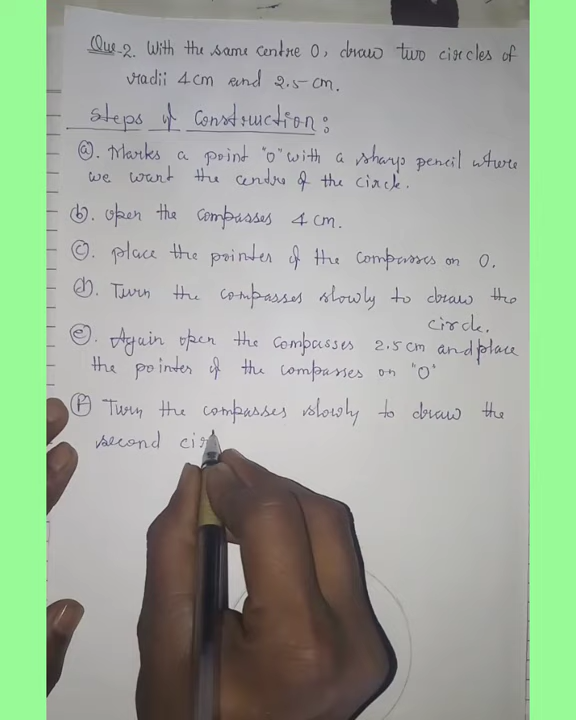 Que-2. With the same centre O, draw two circles of
radii 4cm and 2.5 cm.
Steps of Construction:
(a). Marks a point "O" with a sharp pencil where
we want the centre of the circle.
(b). open the compasses 4 cm.
(c). place the pointer of the compasses on O.
(d). Turn the compasses slowly to draw the
circle.
(e). Again open the compasses 2.5 cm and place
the pointer of the compasses on "O"
(f) Turn the compasses slowly to draw the
second cir